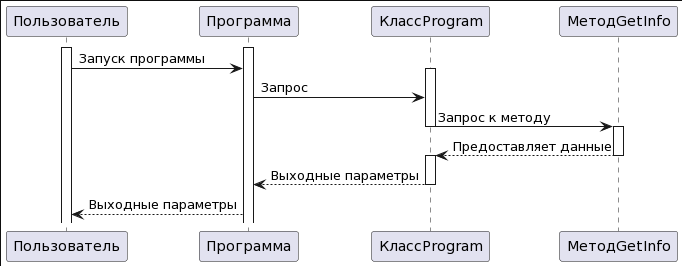 Пользователь Программа КлассProgram МетодGetInfo
Запуск программы
Запрос
Запрос к методу
Предоставляет данные
Выходные параметры
Выходные параметры
Пользователь Программа КлассProgram МетодGetInfo